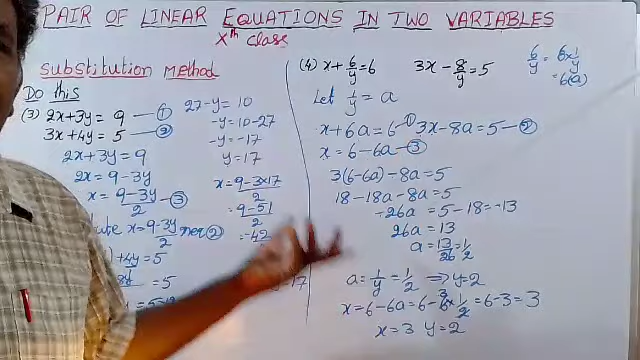 PAIR OF LINEAR EQUATIONS IN TWO VARIABLES
Xth class
Substitution Method
Do this
(3) 2x+3y = 9 — ①
3x+4y = 5 — ②
2x+3y = 9
2x = 9-3y
x = 9-3y/2 — ③
x = 9-3y/2 ②
+4y = 5
= 5
27-y = 10
-y = 10-27
-y = -17
y = 17
x = 9-3×17/2
= 9-51/2
= -42
17
(4) x + 6/y = 6
3x - 8/y = 5
6/y = 6×1/y
= 6(a)
Let 1/y = a
x+6a = 6 — ① 3x-8a = 5 — ②
x = 6-6a — ③
3(6-6a) - 8a = 5
18 - 18a - 8a = 5
-26a = 5-18 = -13
26a = 13
a = 13/26 = 1/2
a = 1/y = 1/2 ⇒ y = 2
x = 6-6a = 6-6×1/2 = 6-3 = 3
x = 3 y = 2